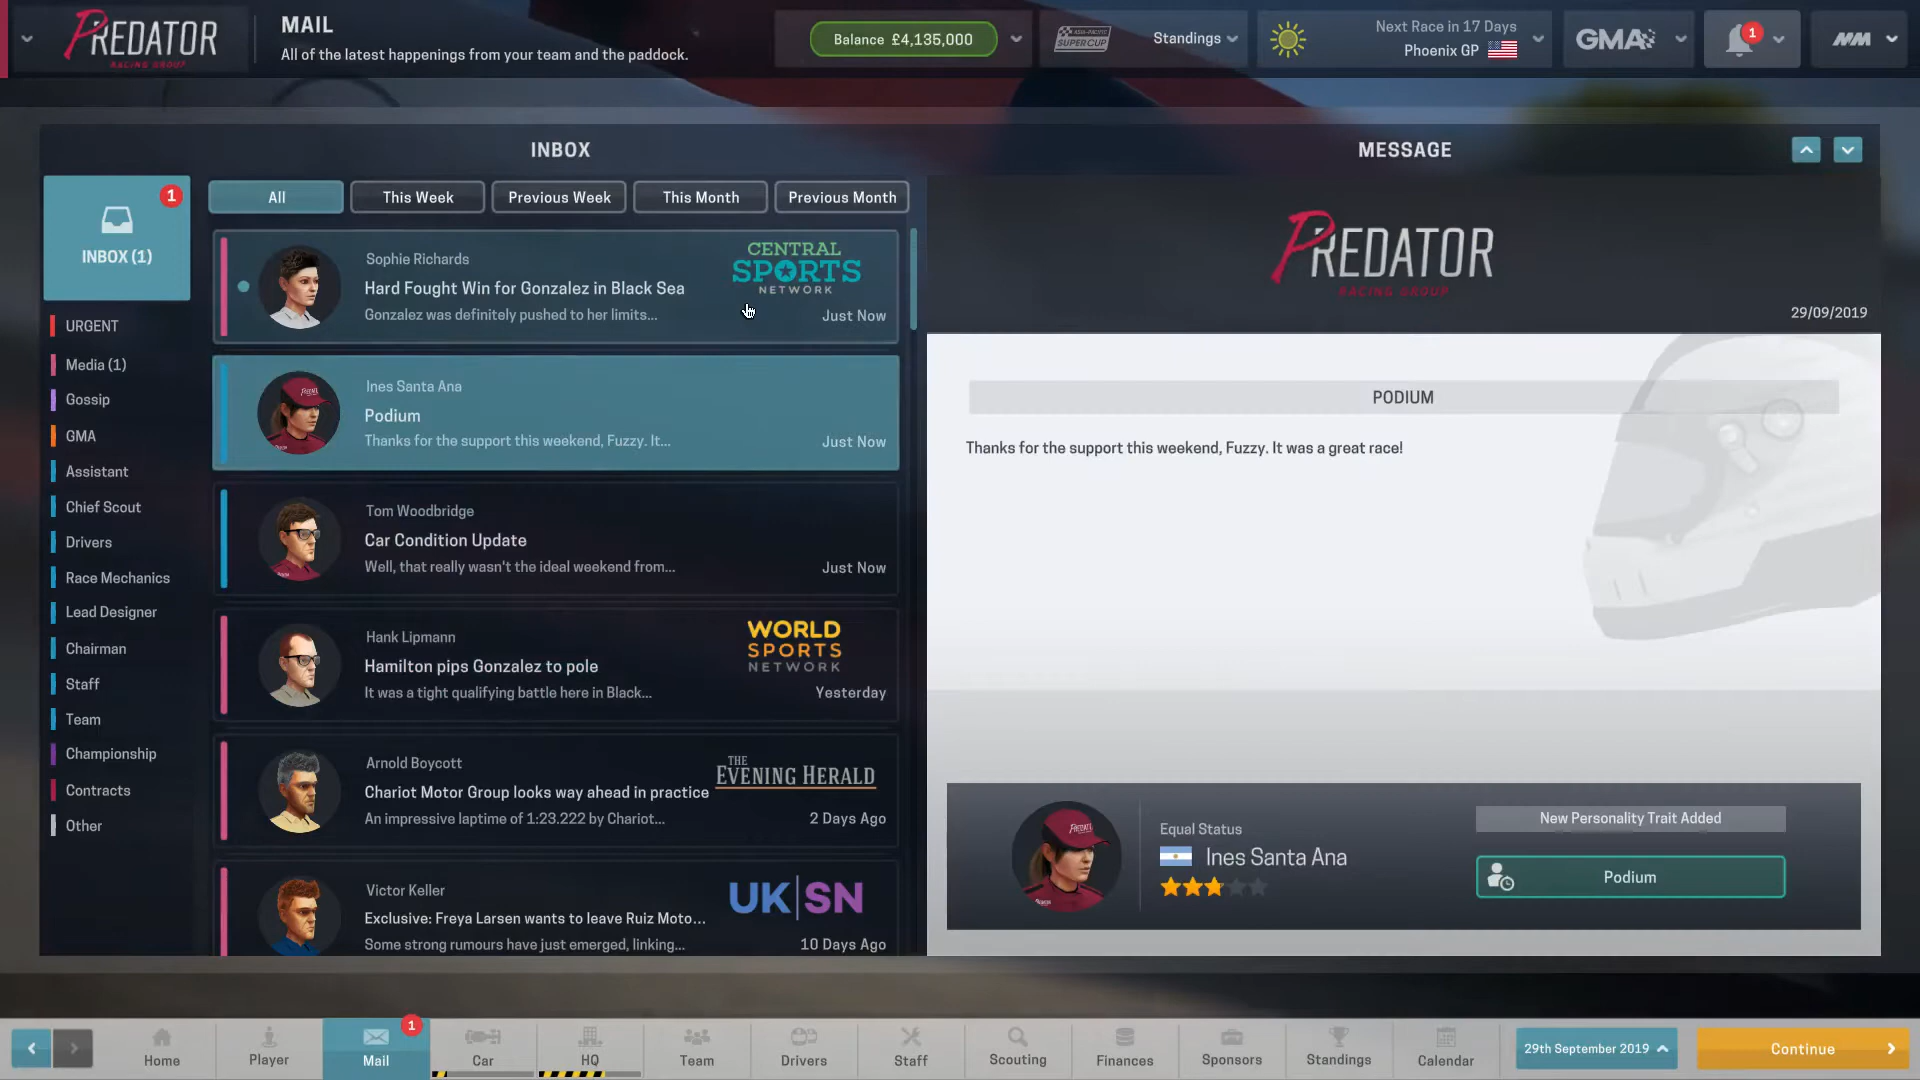 PREDATOR
RACING GROUP
MAIL
All of the latest happenings from your team and the paddock.
Balance £4,135,000
ASIA-PACIFIC
SUPER CUP
Standings
Next Race in 17 Days
Phoenix GP
GMA
1
INBOX
MESSAGE
1
INBOX (1)
All
This Week
Previous Week
This Month
Previous Month
URGENT
Media (1)
Gossip
GMA
Assistant
Chief Scout
Drivers
Race Mechanics
Lead Designer
Chairman
Staff
Team
Championship
Contracts
Other
Sophie Richards
Hard Fought Win for Gonzalez in Black Sea
Gonzalez was definitely pushed to her limits...
CENTRAL
SPORTS
NETWORK
Just Now
Ines Santa Ana
Podium
Thanks for the support this weekend, Fuzzy. It...
Just Now
Tom Woodbridge
Car Condition Update
Well, that really wasn't the ideal weekend from...
Just Now
Hank Lipmann
Hamilton pips Gonzalez to pole
It was a tight qualifying battle here in Black...
WORLD
SPORTS
NETWORK
Yesterday
Arnold Boycott
Chariot Motor Group looks way ahead in practice
An impressive laptime of 1:23.222 by Chariot...
THE
EVENING HERALD
2 Days Ago
Victor Keller
Exclusive: Freya Larsen wants to leave Ruiz Moto...
Some strong rumours have just emerged, linking...
UK|SN
10 Days Ago
PREDATOR
RACING GROUP
29/09/2019
PODIUM
Thanks for the support this weekend, Fuzzy. It was a great race!
Equal Status
Ines Santa Ana
New Personality Trait Added
Podium
Home
Player
Mail
1
Car
HQ
Team
Drivers
Staff
Scouting
Finances
Sponsors
Standings
Calendar
29th September 2019
Continue